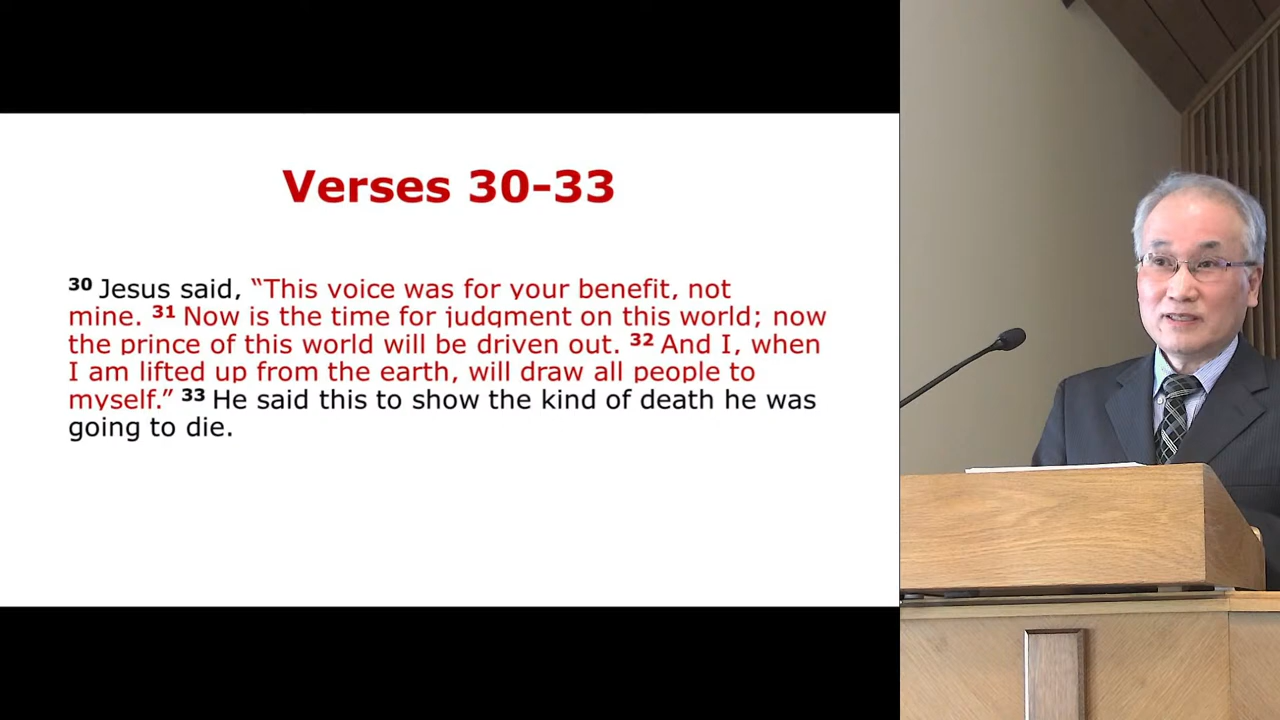 Verses 30-33
30 Jesus said, “This voice was for your benefit, not
mine. 31 Now is the time for judgment on this world; now
the prince of this world will be driven out. 32 And I, when
I am lifted up from the earth, will draw all people to
myself.” 33 He said this to show the kind of death he was
going to die.